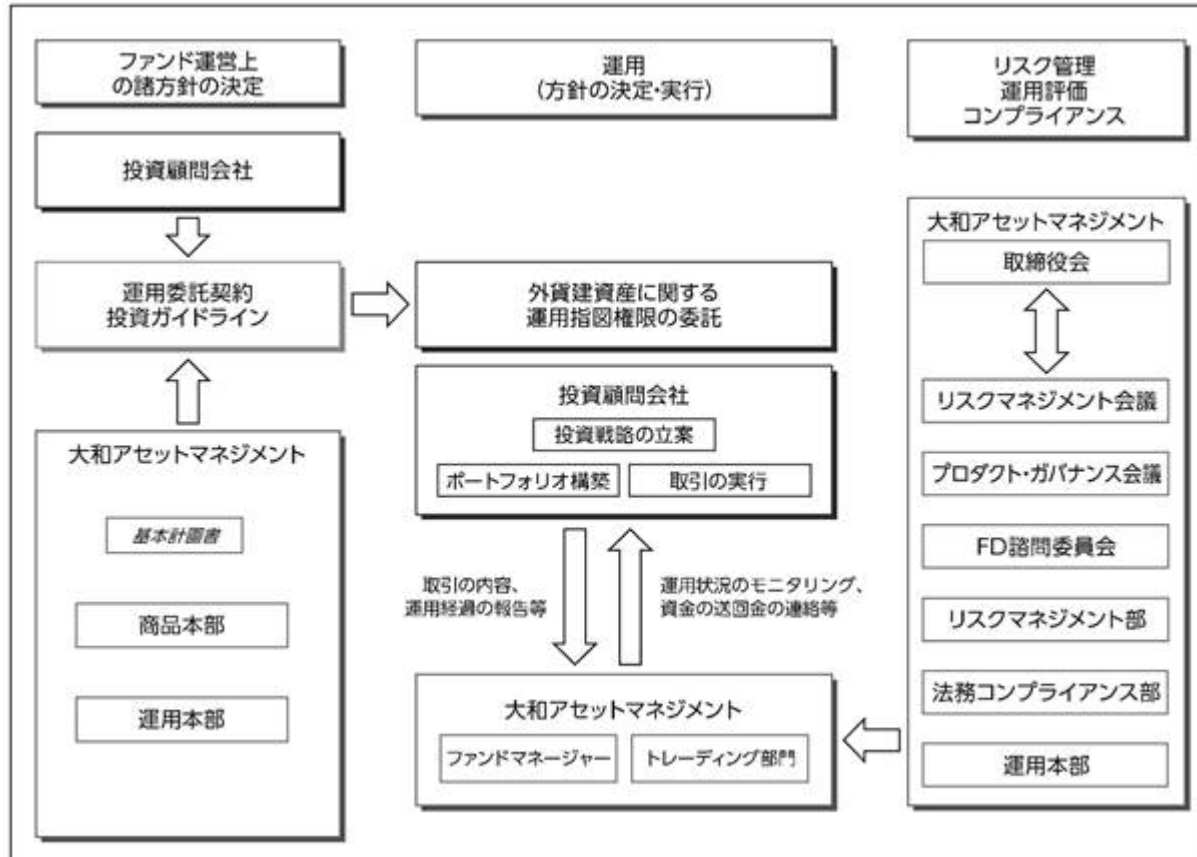 ファンド運営上
の諸方針の決定
投資顧問会社
運用委託契約
投資ガイドライン
大和アセットマネジメント
基本計画書
商品本部
運用本部
運用
(方針の決定・実行)
外貨建資産に関する
運用指図権限の委託
投資顧問会社
投資戦略の立案
ポートフォリオ構築
取引の実行
取引の内容、
運用経過の報告等
運用状況のモニタリング、
資金の送回金の連絡等
大和アセットマネジメント
ファンドマネージャー
トレーディング部門
リスク管理
運用評価
コンプライアンス
大和アセットマネジメント
取締役会
リスクマネジメント会議
プロダクト・ガバナンス会議
FD諮問委員会
リスクマネジメント部
法務コンプライアンス部
運用本部